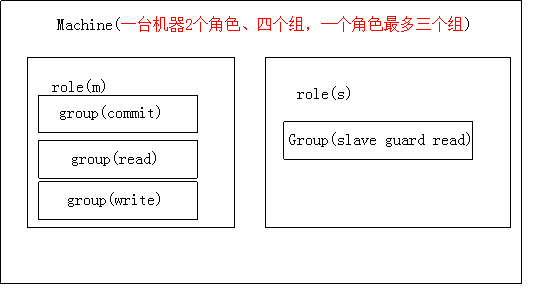 Machine(一台机器2个角色、四个组，一个角色最多三个组)
role(m)
group(commit)
group(read)
group(write)
role(s)
Group(slave guard read)